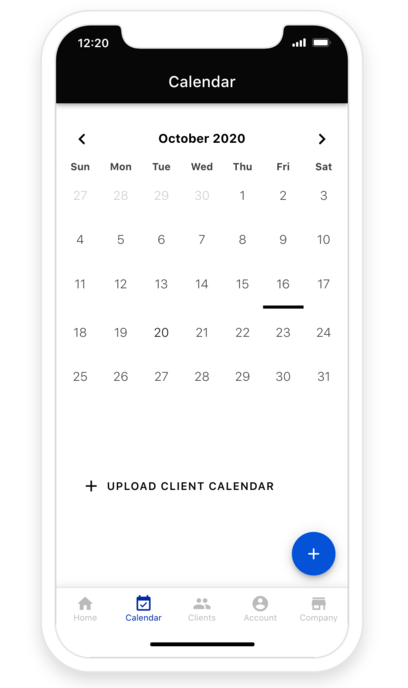 12:20
Calendar
October 2020
Sun Mon Tue Wed Thu Fri Sat
27 28 29 30 1 2 3
4 5 6 7 8 9 10
11 12 13 14 15 16 17
18 19 20 21 22 23 24
25 26 27 28 29 30 31
+ UPLOAD CLIENT CALENDAR
+
Home Calendar Clients Account Company